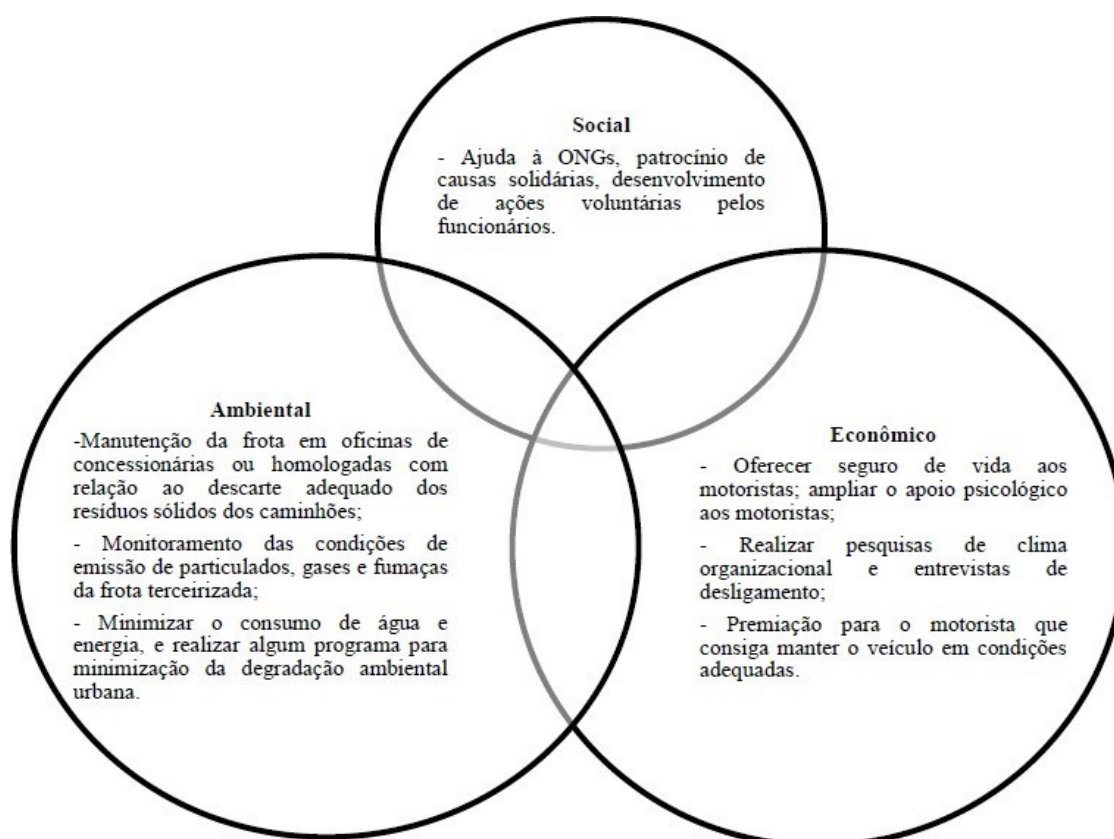 Social
- Ajuda à ONGs, patrocínio de
causas solidárias, desenvolvimento
de ações voluntárias pelos
funcionários.
Ambiental
-Manutenção da frota em oficinas de
concessionárias ou homologadas com
relação ao descarte adequado dos
resíduos sólidos dos caminhões;
- Monitoramento das condições de
emissão de particulados, gases e fumaças
da frota terceirizada;
- Minimizar o consumo de água e
energia, e realizar algum programa para
minimização da degradação ambiental
urbana.
Econômico
- Oferecer seguro de vida aos
motoristas; ampliar o apoio psicológico
aos motoristas;
- Realizar pesquisas de clima
organizacional e entrevistas de
desligamento;
- Premiação para o motorista que
consiga manter o veículo em condições
adequadas.